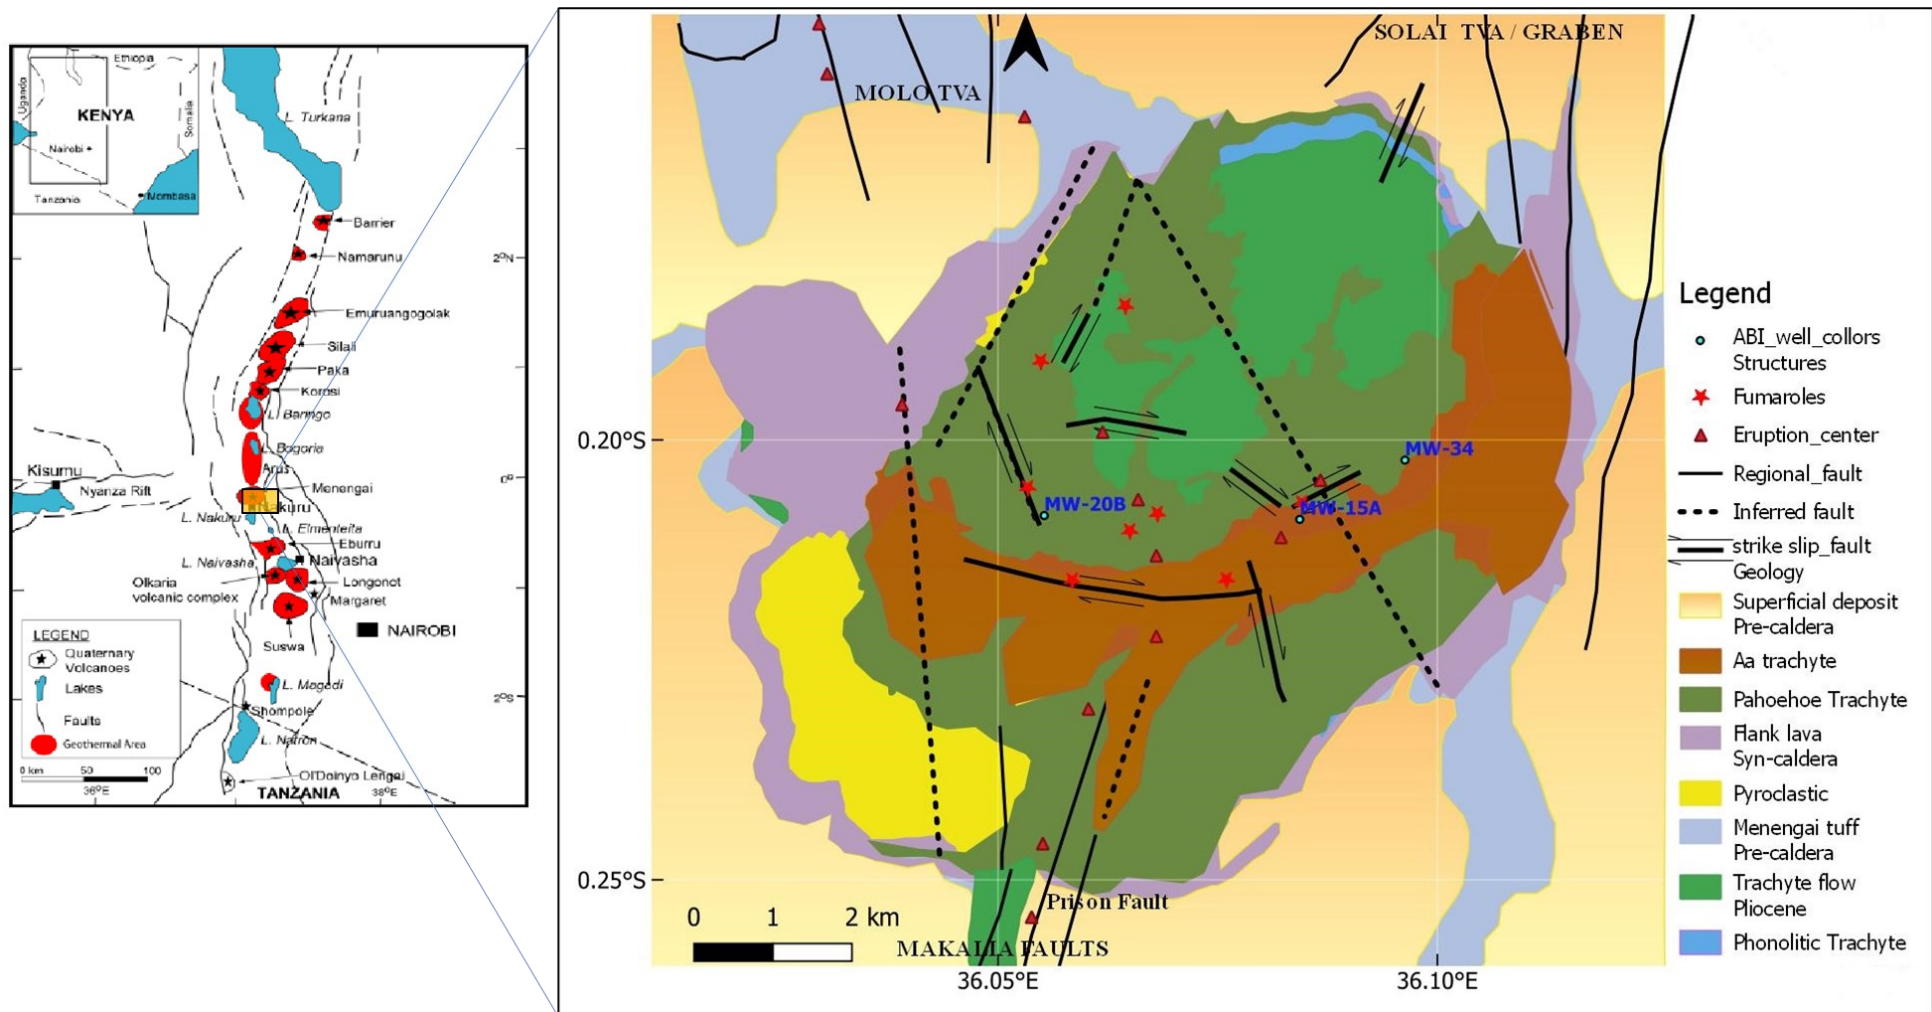 Ethiopia
Uganda
KENYA
Somalia
Nairobi
Mombasa
Tanzania
L. Turkana
Barrier
Namarunu
2°N
Emuruangogolak
Silali
Paka
Korosi
L. Baringo
L. Bogoria
Arus
Kisumu
0°
Menengai
Nyanza Rift
Nakuru
L. Nakuru
L. Elmenteita
Eburru
L. Naivasha
Naivasha
Olkaria
volcanic complex
Longonot
Margaret
NAIROBI
Suswa
LEGEND
Quaternary
Volcanoes
Lakes
Faults
Geothermal Area
0 km 50 100
L. Magadi
2°S
Shompole
L. Natron
Ol'Doinyo Lengai
TANZANIA
36°E
38°E
SOLAI TVA / GRABEN
MOLO TVA
0.20°S
MW-34
MW-20B
MW-15A
0.25°S
Prison Fault
0 1 2 km
MAKALIA FAULTS
36.05°E
36.10°E
Legend
ABI_well_collors
Structures
Fumaroles
Eruption_center
Regional_fault
Inferred fault
strike slip_fault
Geology
Superficial deposit
Pre-caldera
Aa trachyte
Pahoehoe Trachyte
Flank lava
Syn-caldera
Pyroclastic
Menengai tuff
Pre-caldera
Trachyte flow
Pliocene
Phonolitic Trachyte